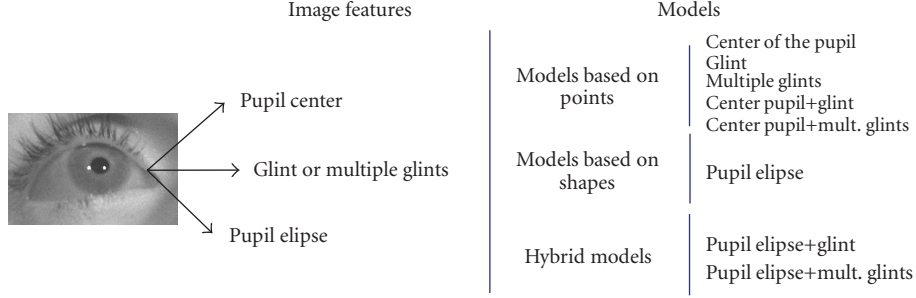 Image features
Models
Pupil center
Glint or multiple glints
Pupil elipse
Models based on
points
Center of the pupil
Glint
Multiple glints
Center pupil+glint
Center pupil+mult. glints
Models based on
shapes
Pupil elipse
Hybrid models
Pupil elipse+glint
Pupil elipse+mult. glints